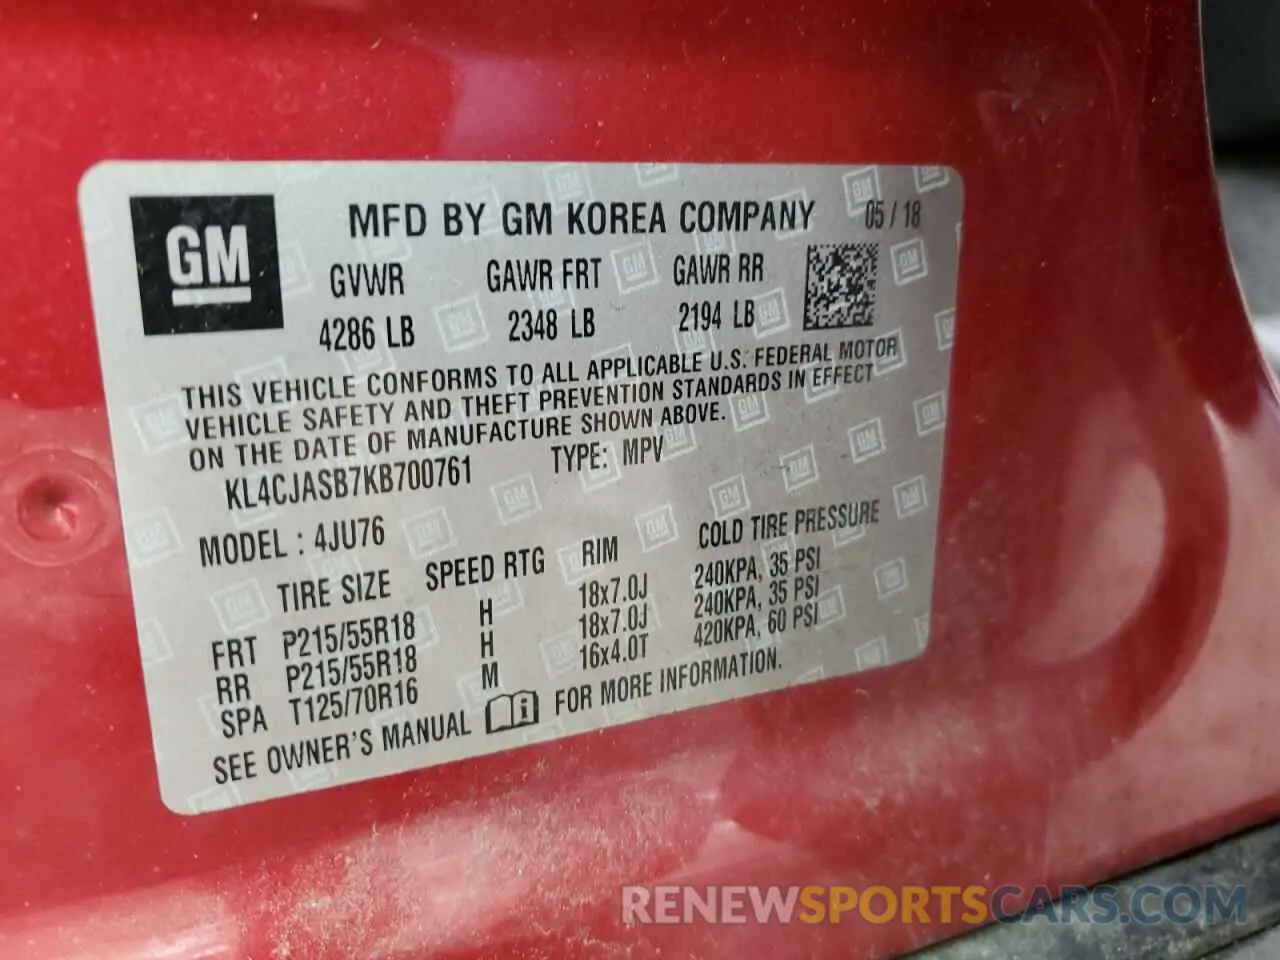 GM
MFD BY GM KOREA COMPANY 05 / 18
GVWR GAWR FRT GAWR RR
4286 LB 2348 LB 2194 LB
THIS VEHICLE CONFORMS TO ALL APPLICABLE U.S. FEDERAL MOTOR
VEHICLE SAFETY AND THEFT PREVENTION STANDARDS IN EFFECT
ON THE DATE OF MANUFACTURE SHOWN ABOVE.
KL4CJASB7KB700761 TYPE: MPV
MODEL : 4JU76
TIRE SIZE SPEED RTG RIM COLD TIRE PRESSURE
FRT P215/55R18 H 18x7.0J 240KPA, 35 PSI
RR P215/55R18 H 18x7.0J 240KPA, 35 PSI
SPA T125/70R16 M 16x4.0T 420KPA, 60 PSI
SEE OWNER'S MANUAL i FOR MORE INFORMATION.
RENEWSPORTSCARS.COM